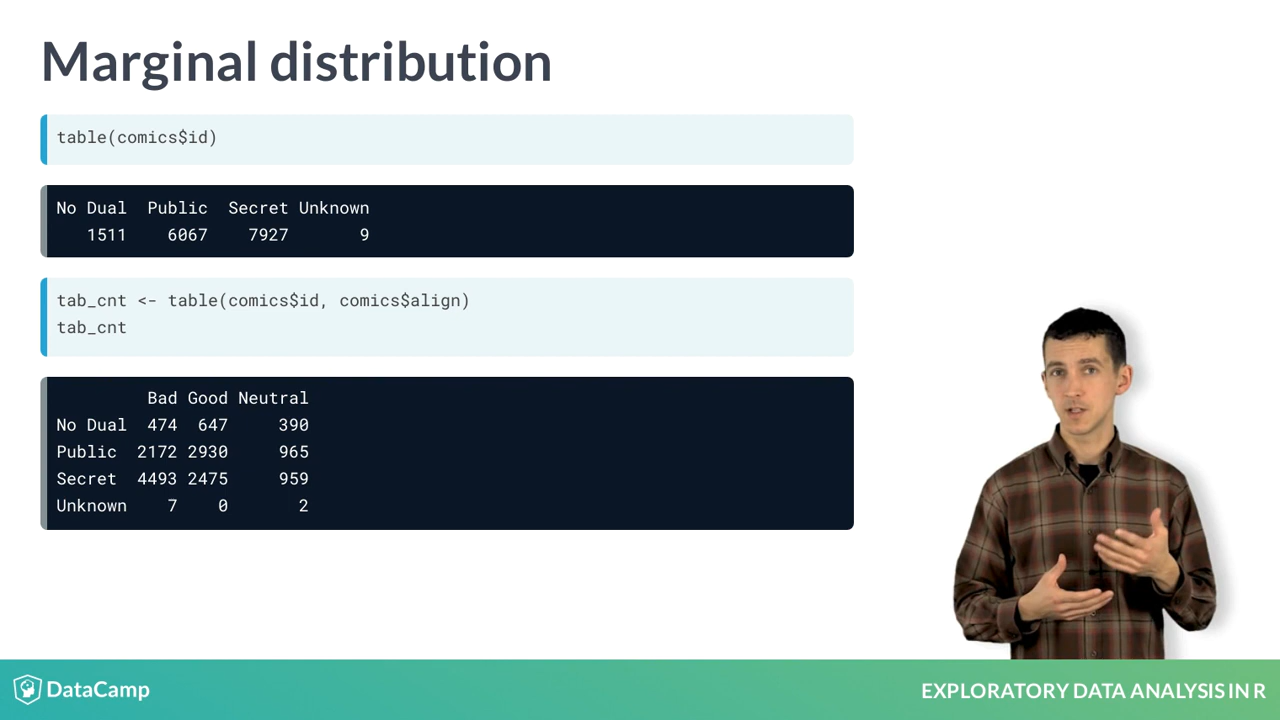 Marginal distribution
table(comics$id)
No Dual  Public  Secret Unknown
   1511    6067    7927       9
tab_cnt <- table(comics$id, comics$align)
tab_cnt
         Bad Good Neutral
No Dual  474  647     390
Public  2172 2930     965
Secret  4493 2475     959
Unknown    7    0       2
DataCamp
EXPLORATORY DATA ANALYSIS IN R